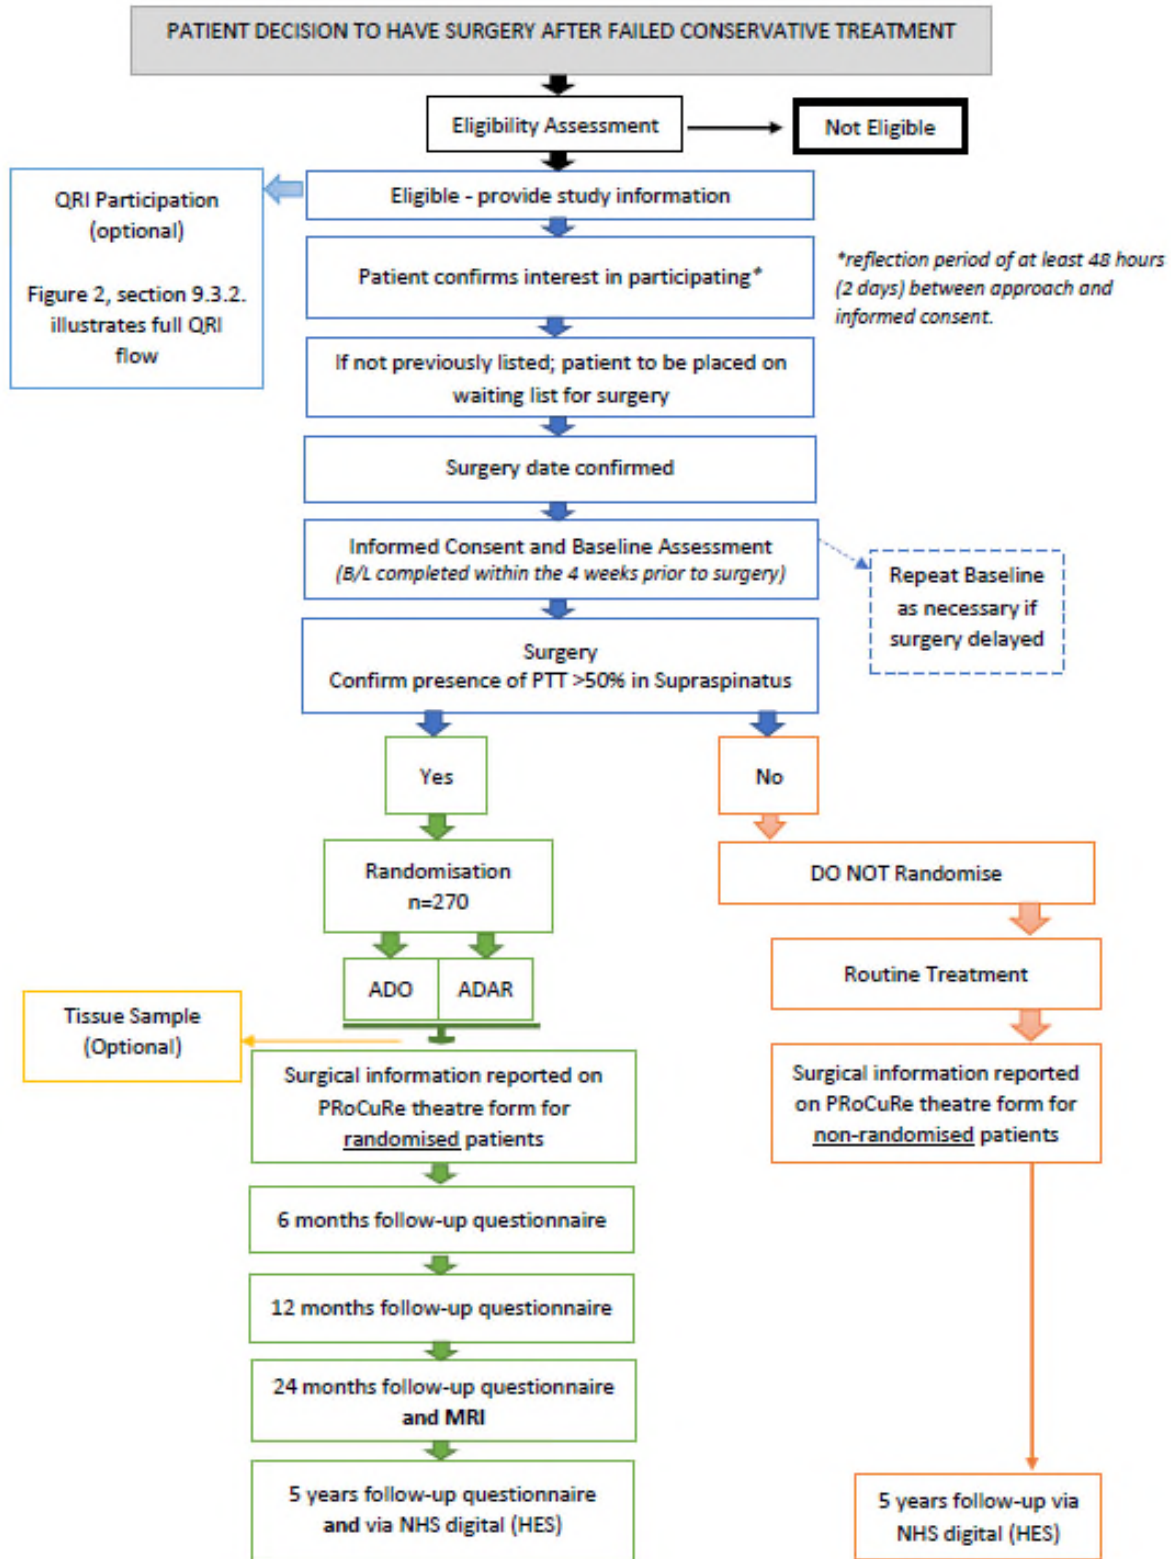 PATIENT DECISION TO HAVE SURGERY AFTER FAILED CONSERVATIVE TREATMENT
Eligibility Assessment
Not Eligible
QRI Participation
(optional)
Figure 2, section 9.3.2.
illustrates full QRI
flow
Eligible - provide study information
Patient confirms interest in participating*
*reflection period of at least 48 hours
(2 days) between approach and
informed consent.
If not previously listed; patient to be placed on
waiting list for surgery
Surgery date confirmed
Informed Consent and Baseline Assessment
(B/L completed within the 4 weeks prior to surgery)
Repeat Baseline
as necessary if
surgery delayed
Surgery
Confirm presence of PTT >50% in Supraspinatus
Yes
No
Randomisation
n=270
DO NOT Randomise
ADO
ADAR
Routine Treatment
Tissue Sample
(Optional)
Surgical information reported on
PRoCuRe theatre form for
randomised patients
Surgical information reported
on PRoCuRe theatre form for
non-randomised patients
6 months follow-up questionnaire
12 months follow-up questionnaire
24 months follow-up questionnaire
and MRI
5 years follow-up questionnaire
and via NHS digital (HES)
5 years follow-up via
NHS digital (HES)